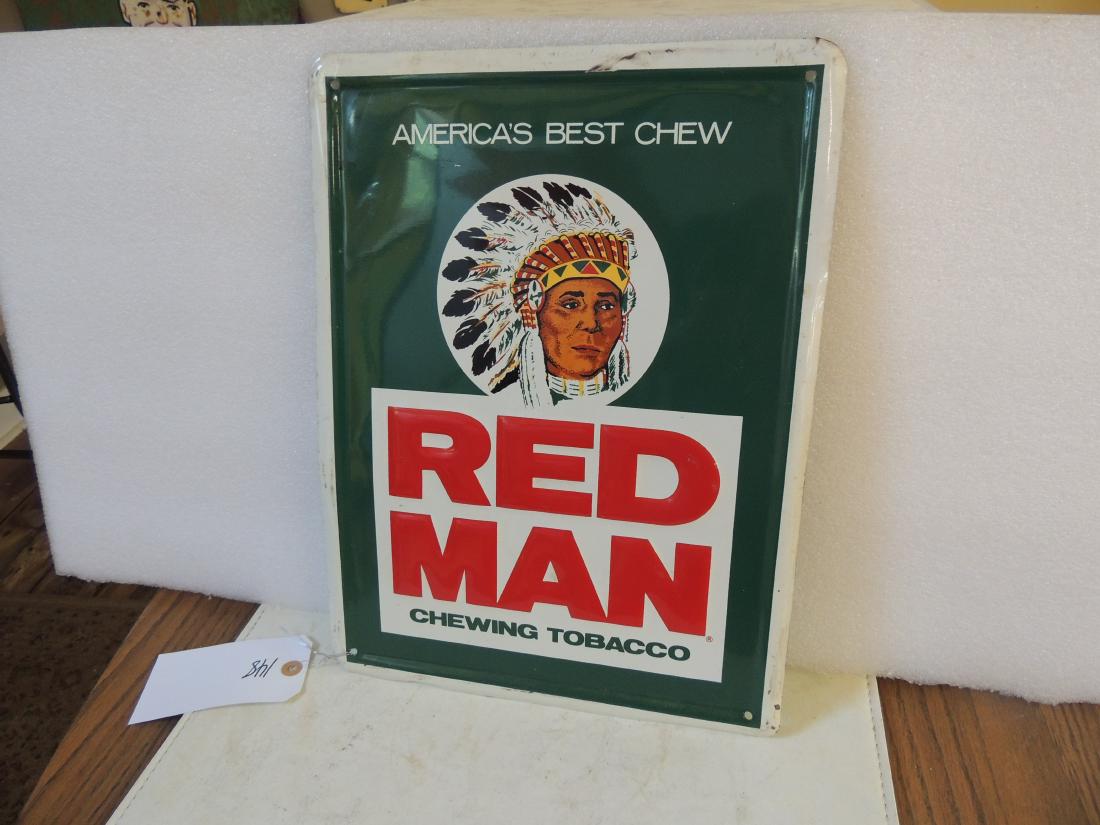 AMERICA'S BEST CHEW
RED
MAN
®
CHEWING TOBACCO
148